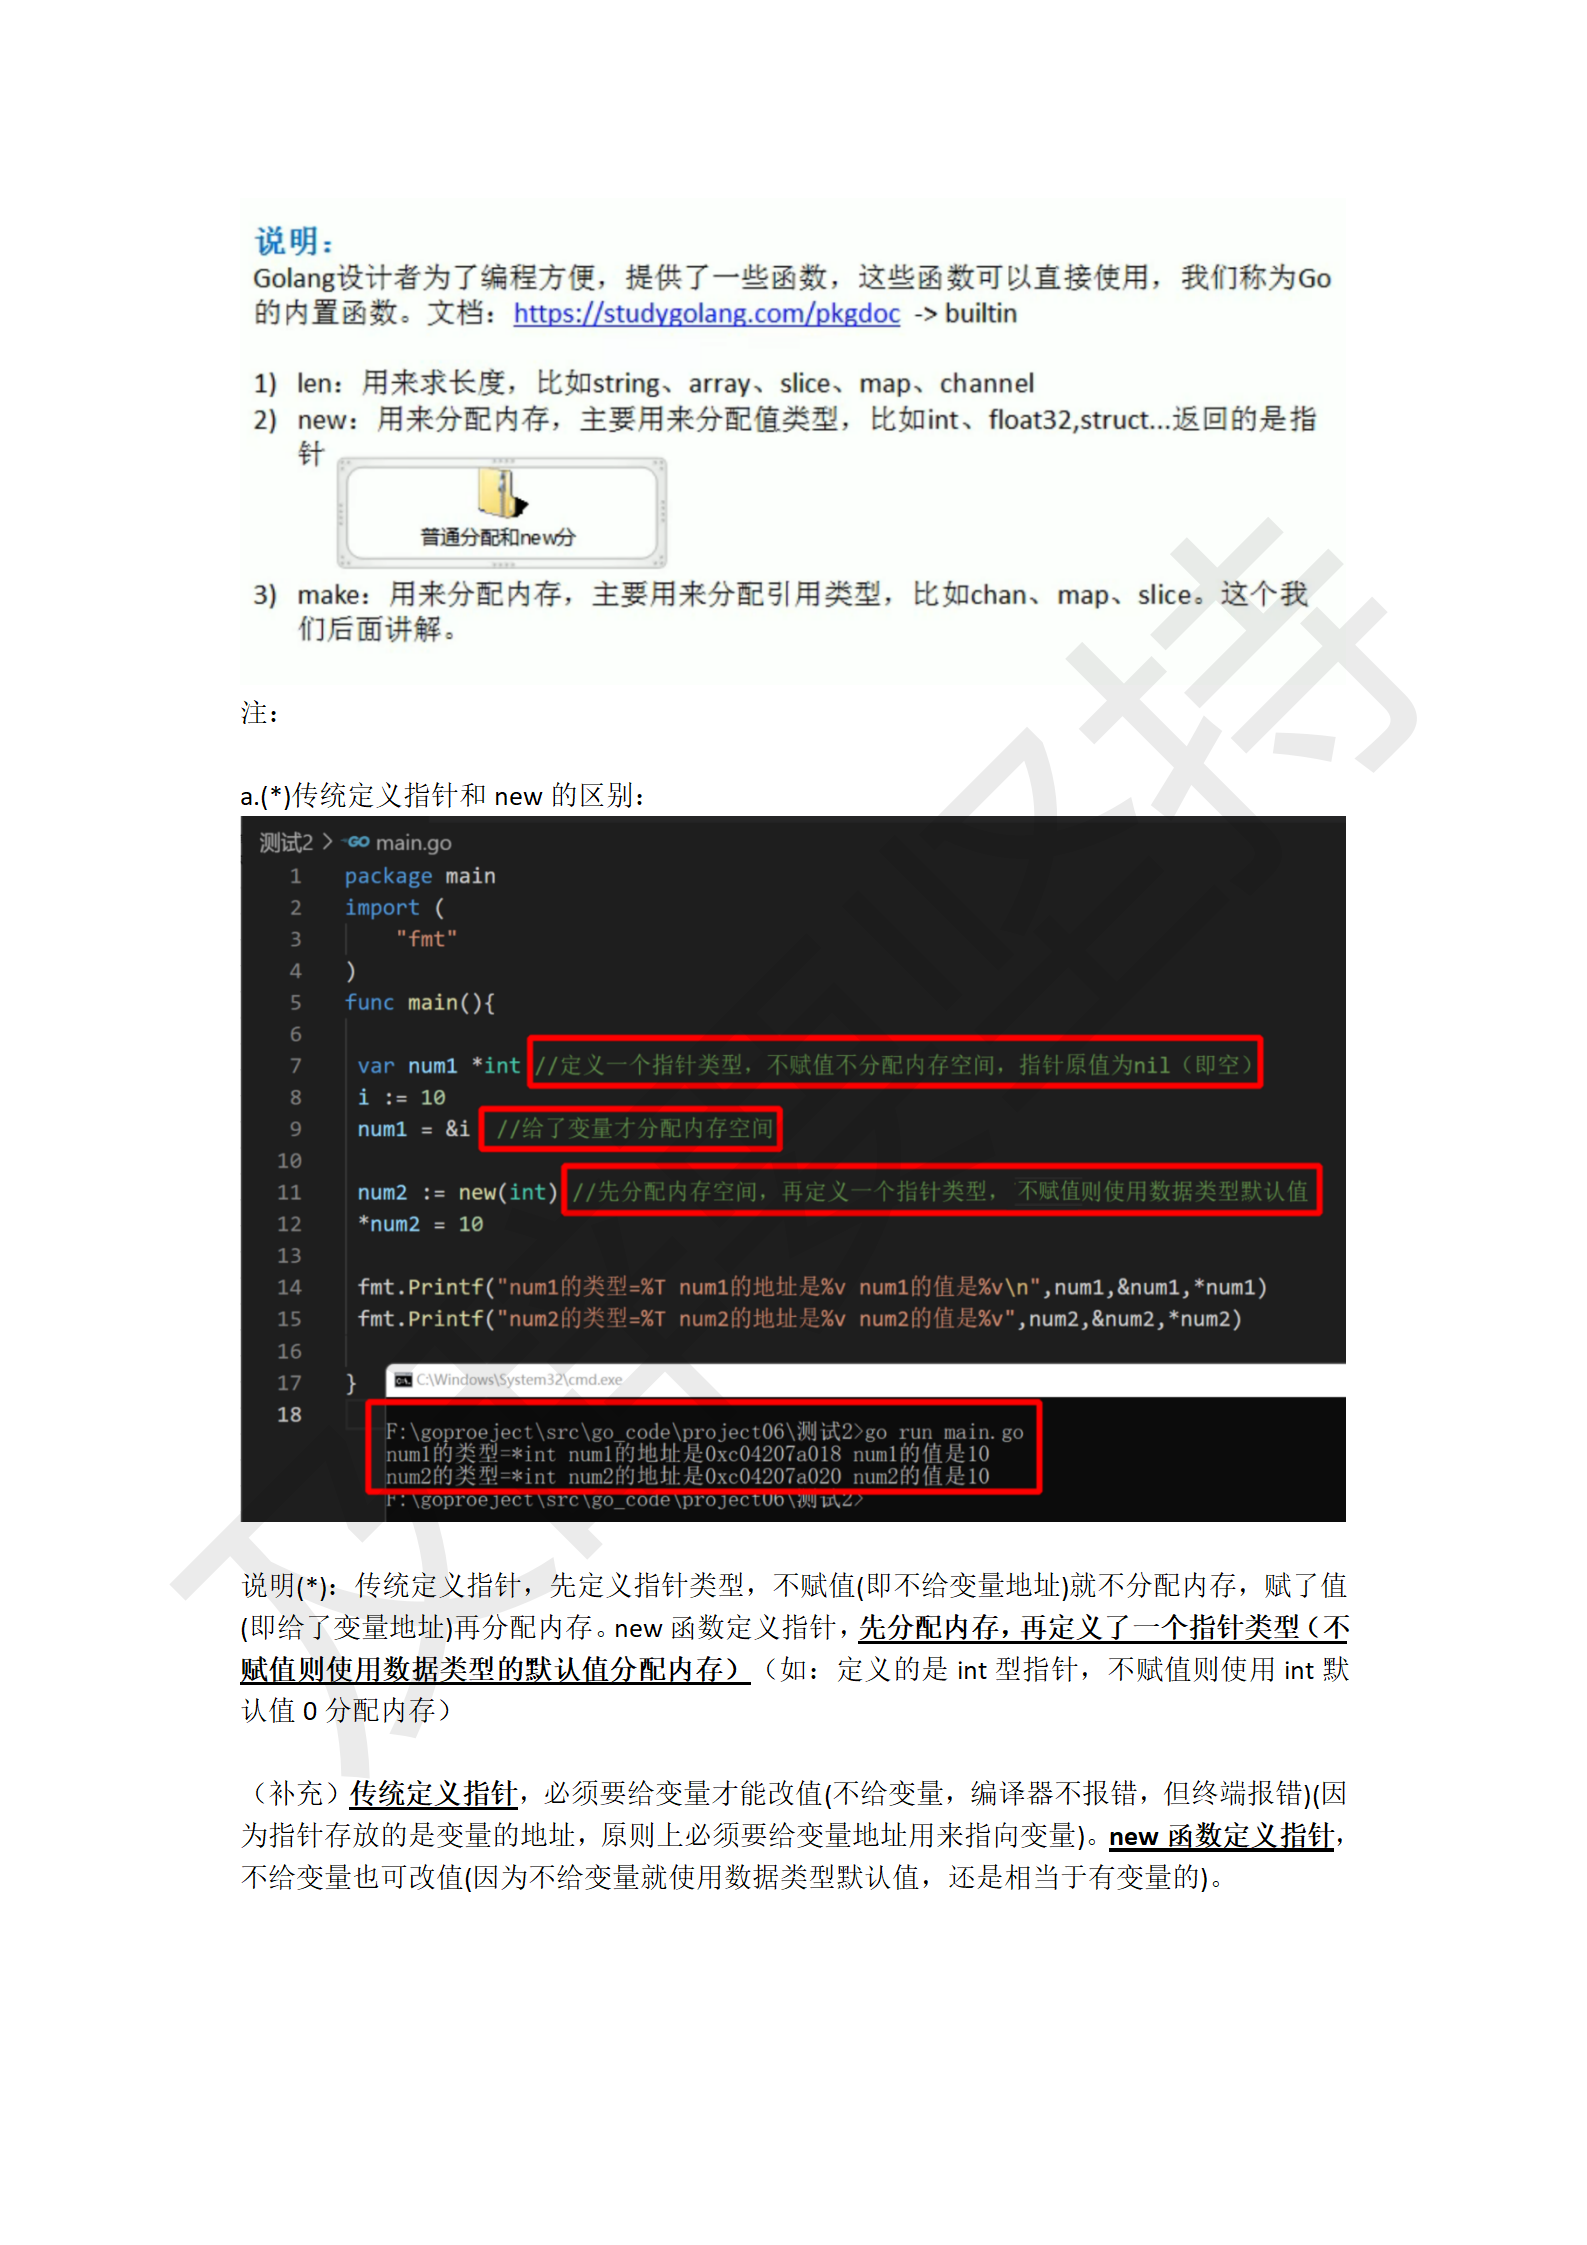 说明：
Golang设计者为了编程方便，提供了一些函数，这些函数可以直接使用，我们称为Go
的内置函数。文档：https://studygolang.com/pkgdoc -> builtin
1) len：用来求长度，比如string、array、slice、map、channel
2) new：用来分配内存，主要用来分配值类型，比如int、float32,struct...返回的是指
针
普通分配和new分
3) make：用来分配内存，主要用来分配引用类型，比如chan、map、slice。这个我
们后面讲解。
注：
a.(*)传统定义指针和 new 的区别：
测试2 > GO main.go
1 package main
2 import (
3 "fmt"
4 )
5 func main(){
6
7 var num1 *int //定义一个指针类型，不赋值不分配内存空间，指针原值为nil（即空）
8 i := 10
9 num1 = &i //给了变量才分配内存空间
10
11 num2 := new(int) //先分配内存空间，再定义一个指针类型，不赋值则使用数据类型默认值
12 *num2 = 10
13
14 fmt.Printf("num1的类型=%T num1的地址是%v num1的值是%v\n",num1,&num1,*num1)
15 fmt.Printf("num2的类型=%T num2的地址是%v num2的值是%v",num2,&num2,*num2)
16
17 }
18
C:\Windows\System32\cmd.exe
F:\goproeject\src\go_code\project06\测试2>go run main.go
num1的类型=*int num1的地址是0xc04207a018 num1的值是10
num2的类型=*int num2的地址是0xc04207a020 num2的值是10
F:\goproeject\src\go_code\project06\测试2>
说明(*)：传统定义指针，先定义指针类型，不赋值(即不给变量地址)就不分配内存，赋了值
(即给了变量地址)再分配内存。new 函数定义指针，先分配内存，再定义了一个指针类型（不
赋值则使用数据类型的默认值分配内存）（如：定义的是 int 型指针，不赋值则使用 int 默
认值 0 分配内存）
（补充）传统定义指针，必须要给变量才能改值(不给变量，编译器不报错，但终端报错)(因
为指针存放的是变量的地址，原则上必须要给变量地址用来指向变量)。new 函数定义指针，
不给变量也可改值(因为不给变量就使用数据类型默认值，还是相当于有变量的)。